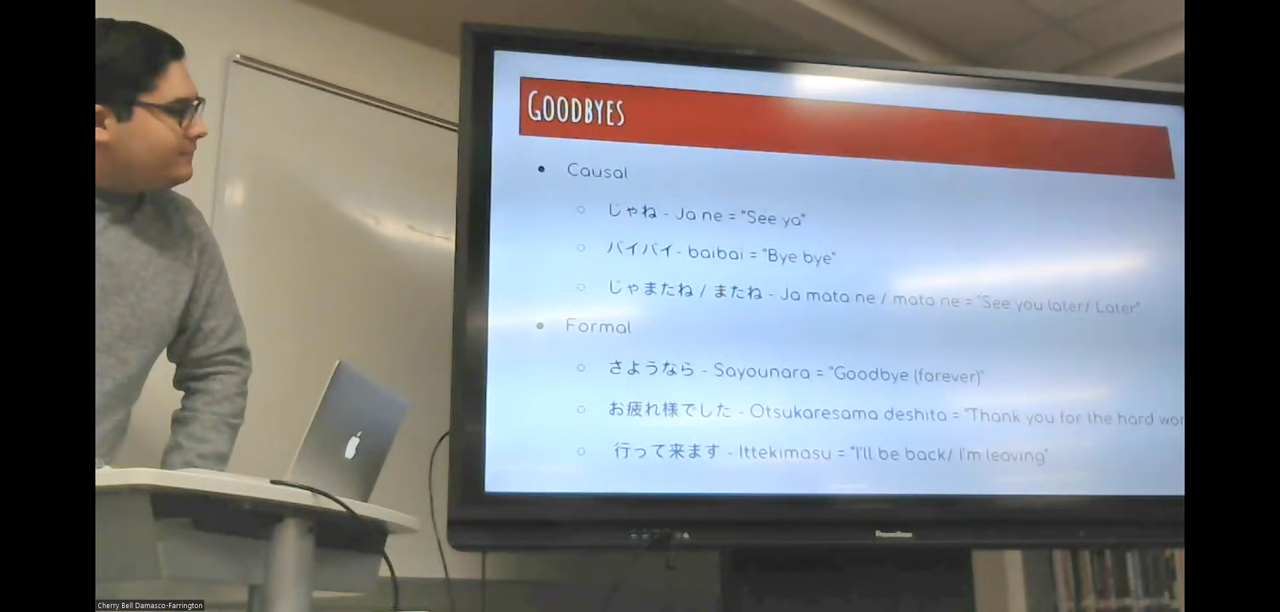 GOODBYES
Causal
じゃね - Ja ne = "See ya"
バイバイ- baibai = "Bye bye"
じゃまたね / またね - Ja mata ne / mata ne = "See you later/ Later"
Formal
さようなら - Sayounara = "Goodbye (forever)"
お疲れ様でした - Otsukaresama deshita = "Thank you for the hard wor
行って来ます - Ittekimasu = "I'll be back/ I'm leaving"
Promethean
Cherry Bell Damasco-Farrington